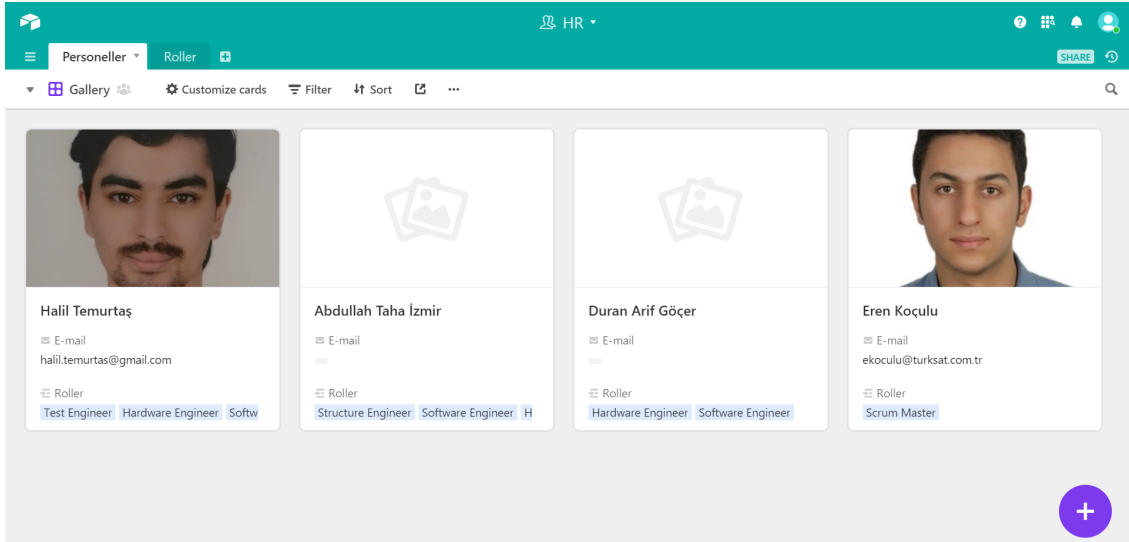 HR
Personeller Roller SHARE
Gallery Customize cards Filter Sort
Halil Temurtaş
E-mail
halil.temurtas@gmail.com
Roller
Test Engineer Hardware Engineer Softw
Abdullah Taha İzmir
E-mail
Roller
Structure Engineer Software Engineer H
Duran Arif Göçer
E-mail
Roller
Hardware Engineer Software Engineer
Eren Koçulu
E-mail
ekoculu@turksat.com.tr
Roller
Scrum Master